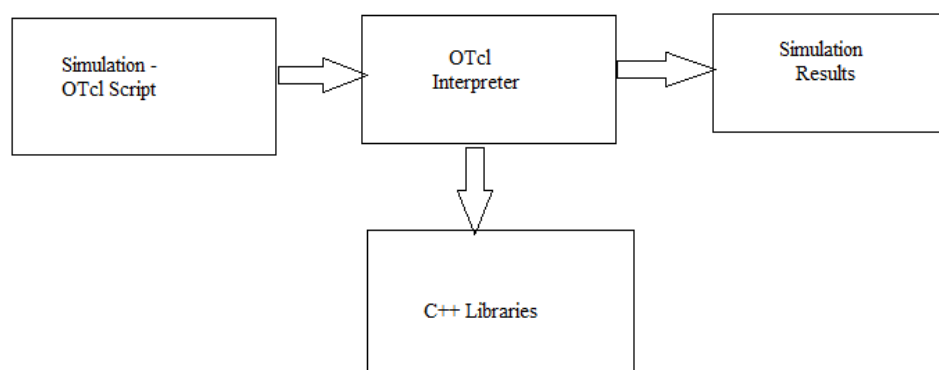 Simulation -
OTcl Script
OTcl
Interpreter
Simulation
Results
C++ Libraries